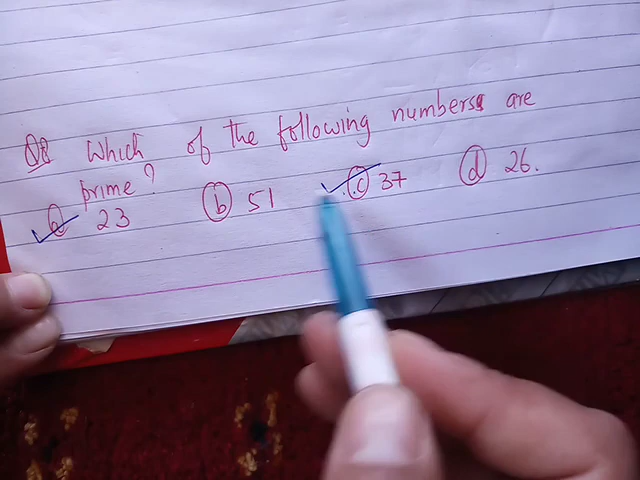 Q8 Which of the following numbers are
prime?
(a) 23 (b) 51 (c) 37 (d) 26.